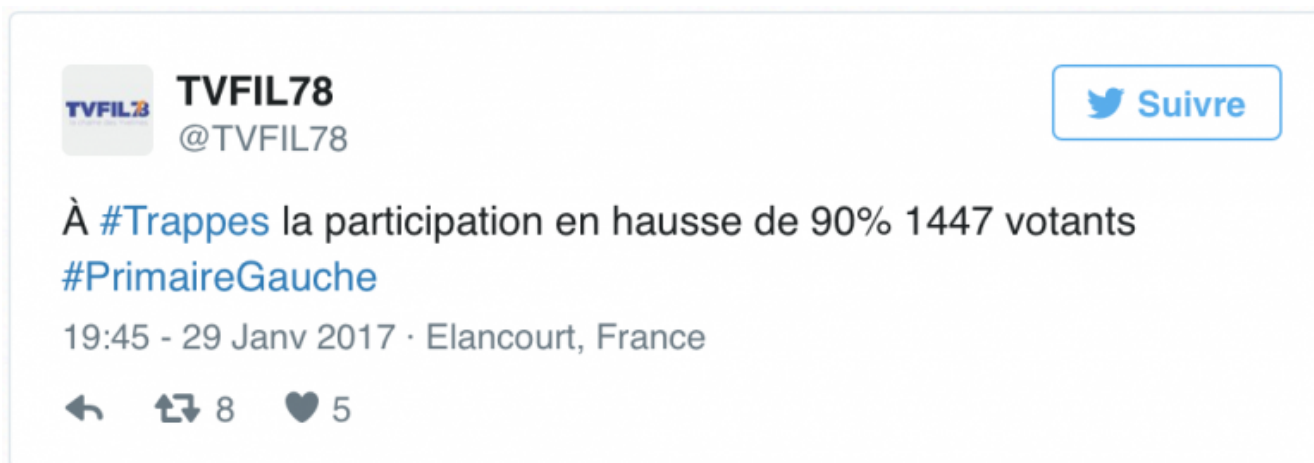 TVFIL78
TVFIL78
@TVFIL78
Suivre
À #Trappes la participation en hausse de 90% 1447 votants
#PrimaireGauche
19:45 - 29 Janv 2017 · Elancourt, France
8 5